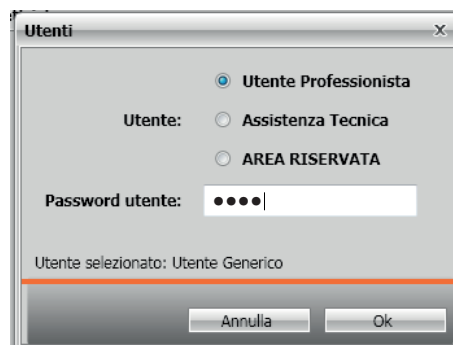 Utenti
Utente Professionista
Utente:
Assistenza Tecnica
AREA RISERVATA
Password utente:
Utente selezionato: Utente Generico
Annulla
Ok